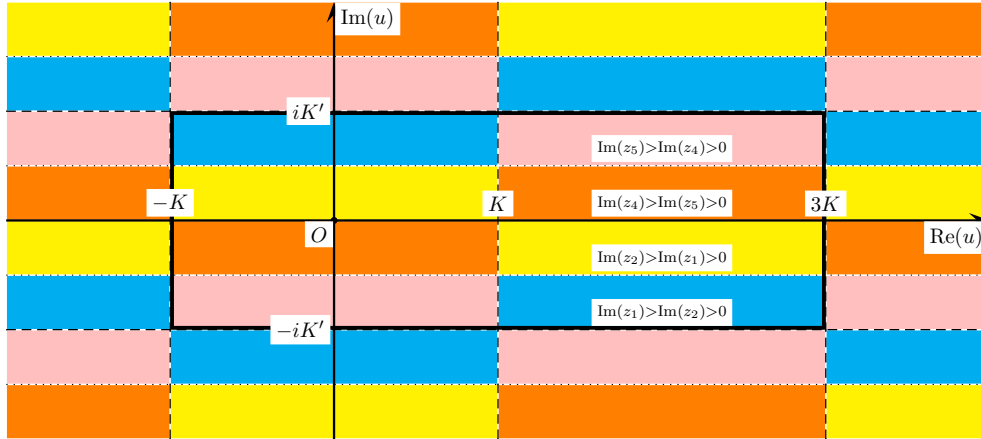 Im(u)
iK′
Im(z₅)>Im(z₄)>0
−K
K
Im(z₄)>Im(z₅)>0
3K
O
Re(u)
Im(z₂)>Im(z₁)>0
Im(z₁)>Im(z₂)>0
−iK′